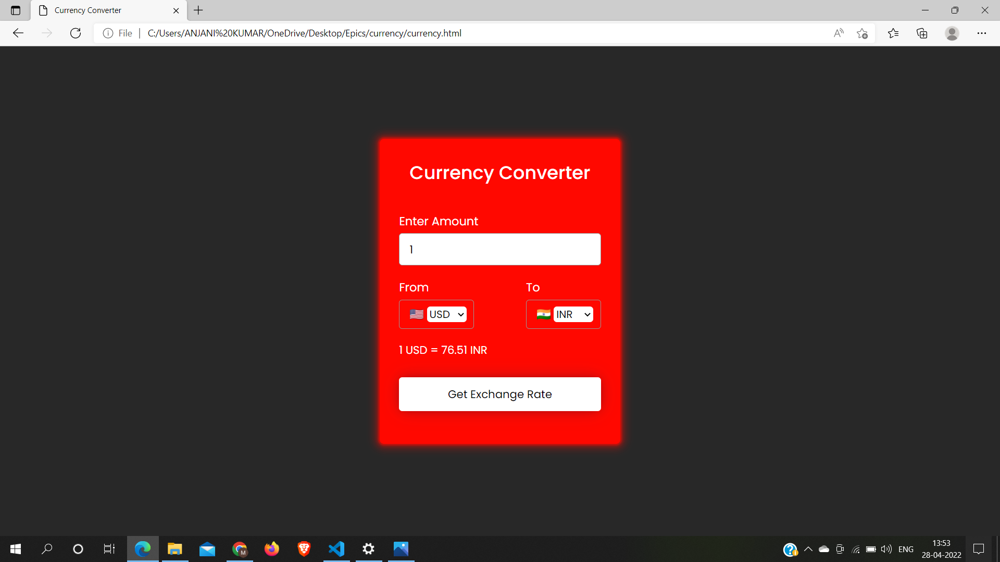 Currency Converter
File C:/Users/ANJANI%20KUMAR/OneDrive/Desktop/Epics/currency/currency.html
Currency Converter
Enter Amount
1
From To
USD INR
1 USD = 76.51 INR
Get Exchange Rate
M
ENG
13:53
28-04-2022